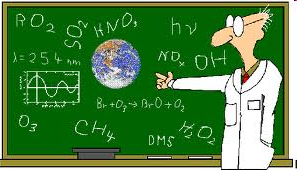 RO₂
SO₂
HNO₃
hν
λ=254 nm
NOₓ
OH
Br+O₃→BrO+O₂
O₃
CH₄
DMS
H₂O₂